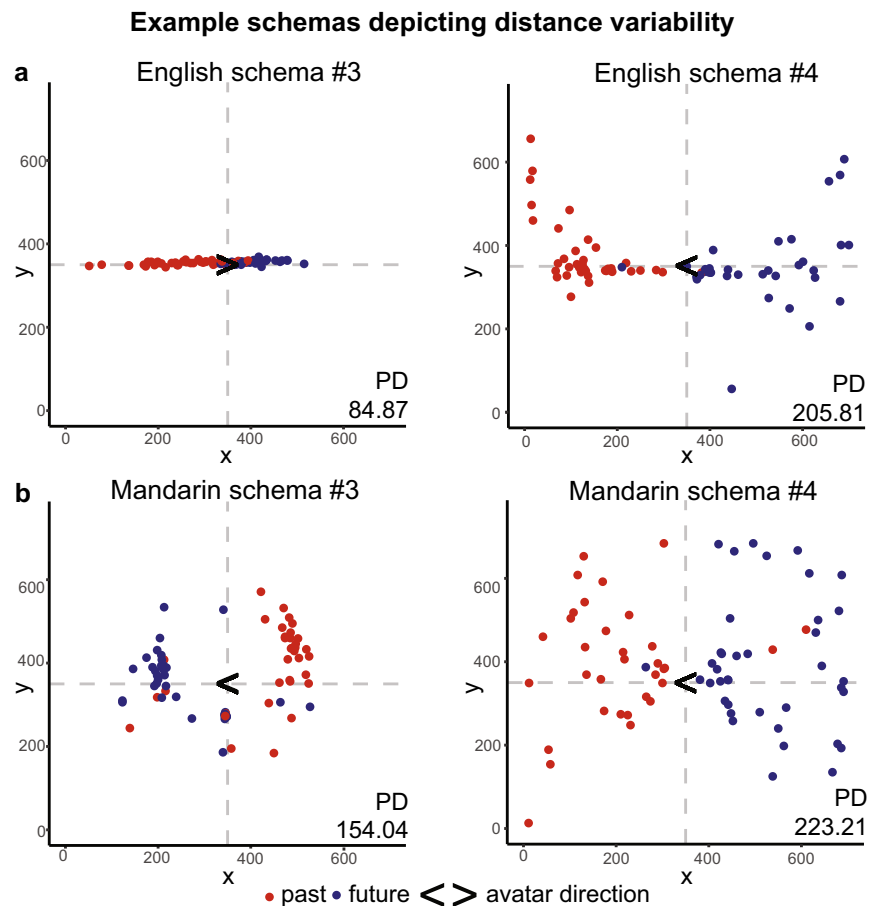 Example schemas depicting distance variability
a
English schema #3
English schema #4
600
400
200
0
y
0 200 400 600
x
>
PD
84.87
600
400
200
0
y
0 200 400 600
x
<
PD
205.81
b
Mandarin schema #3
Mandarin schema #4
600
400
200
0
y
0 200 400 600
x
<
PD
154.04
600
400
200
0
y
0 200 400 600
x
<
PD
223.21
past future < > avatar direction